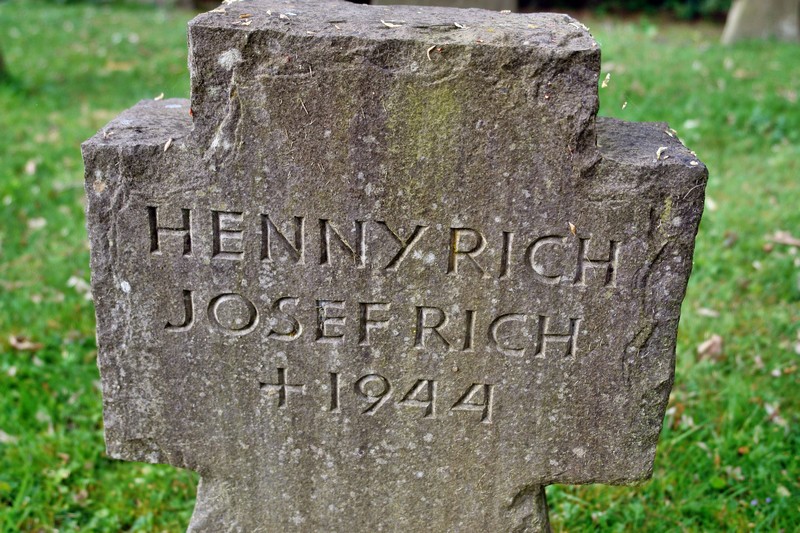 HENNY RICH
JOSEF RICH
+ 1944